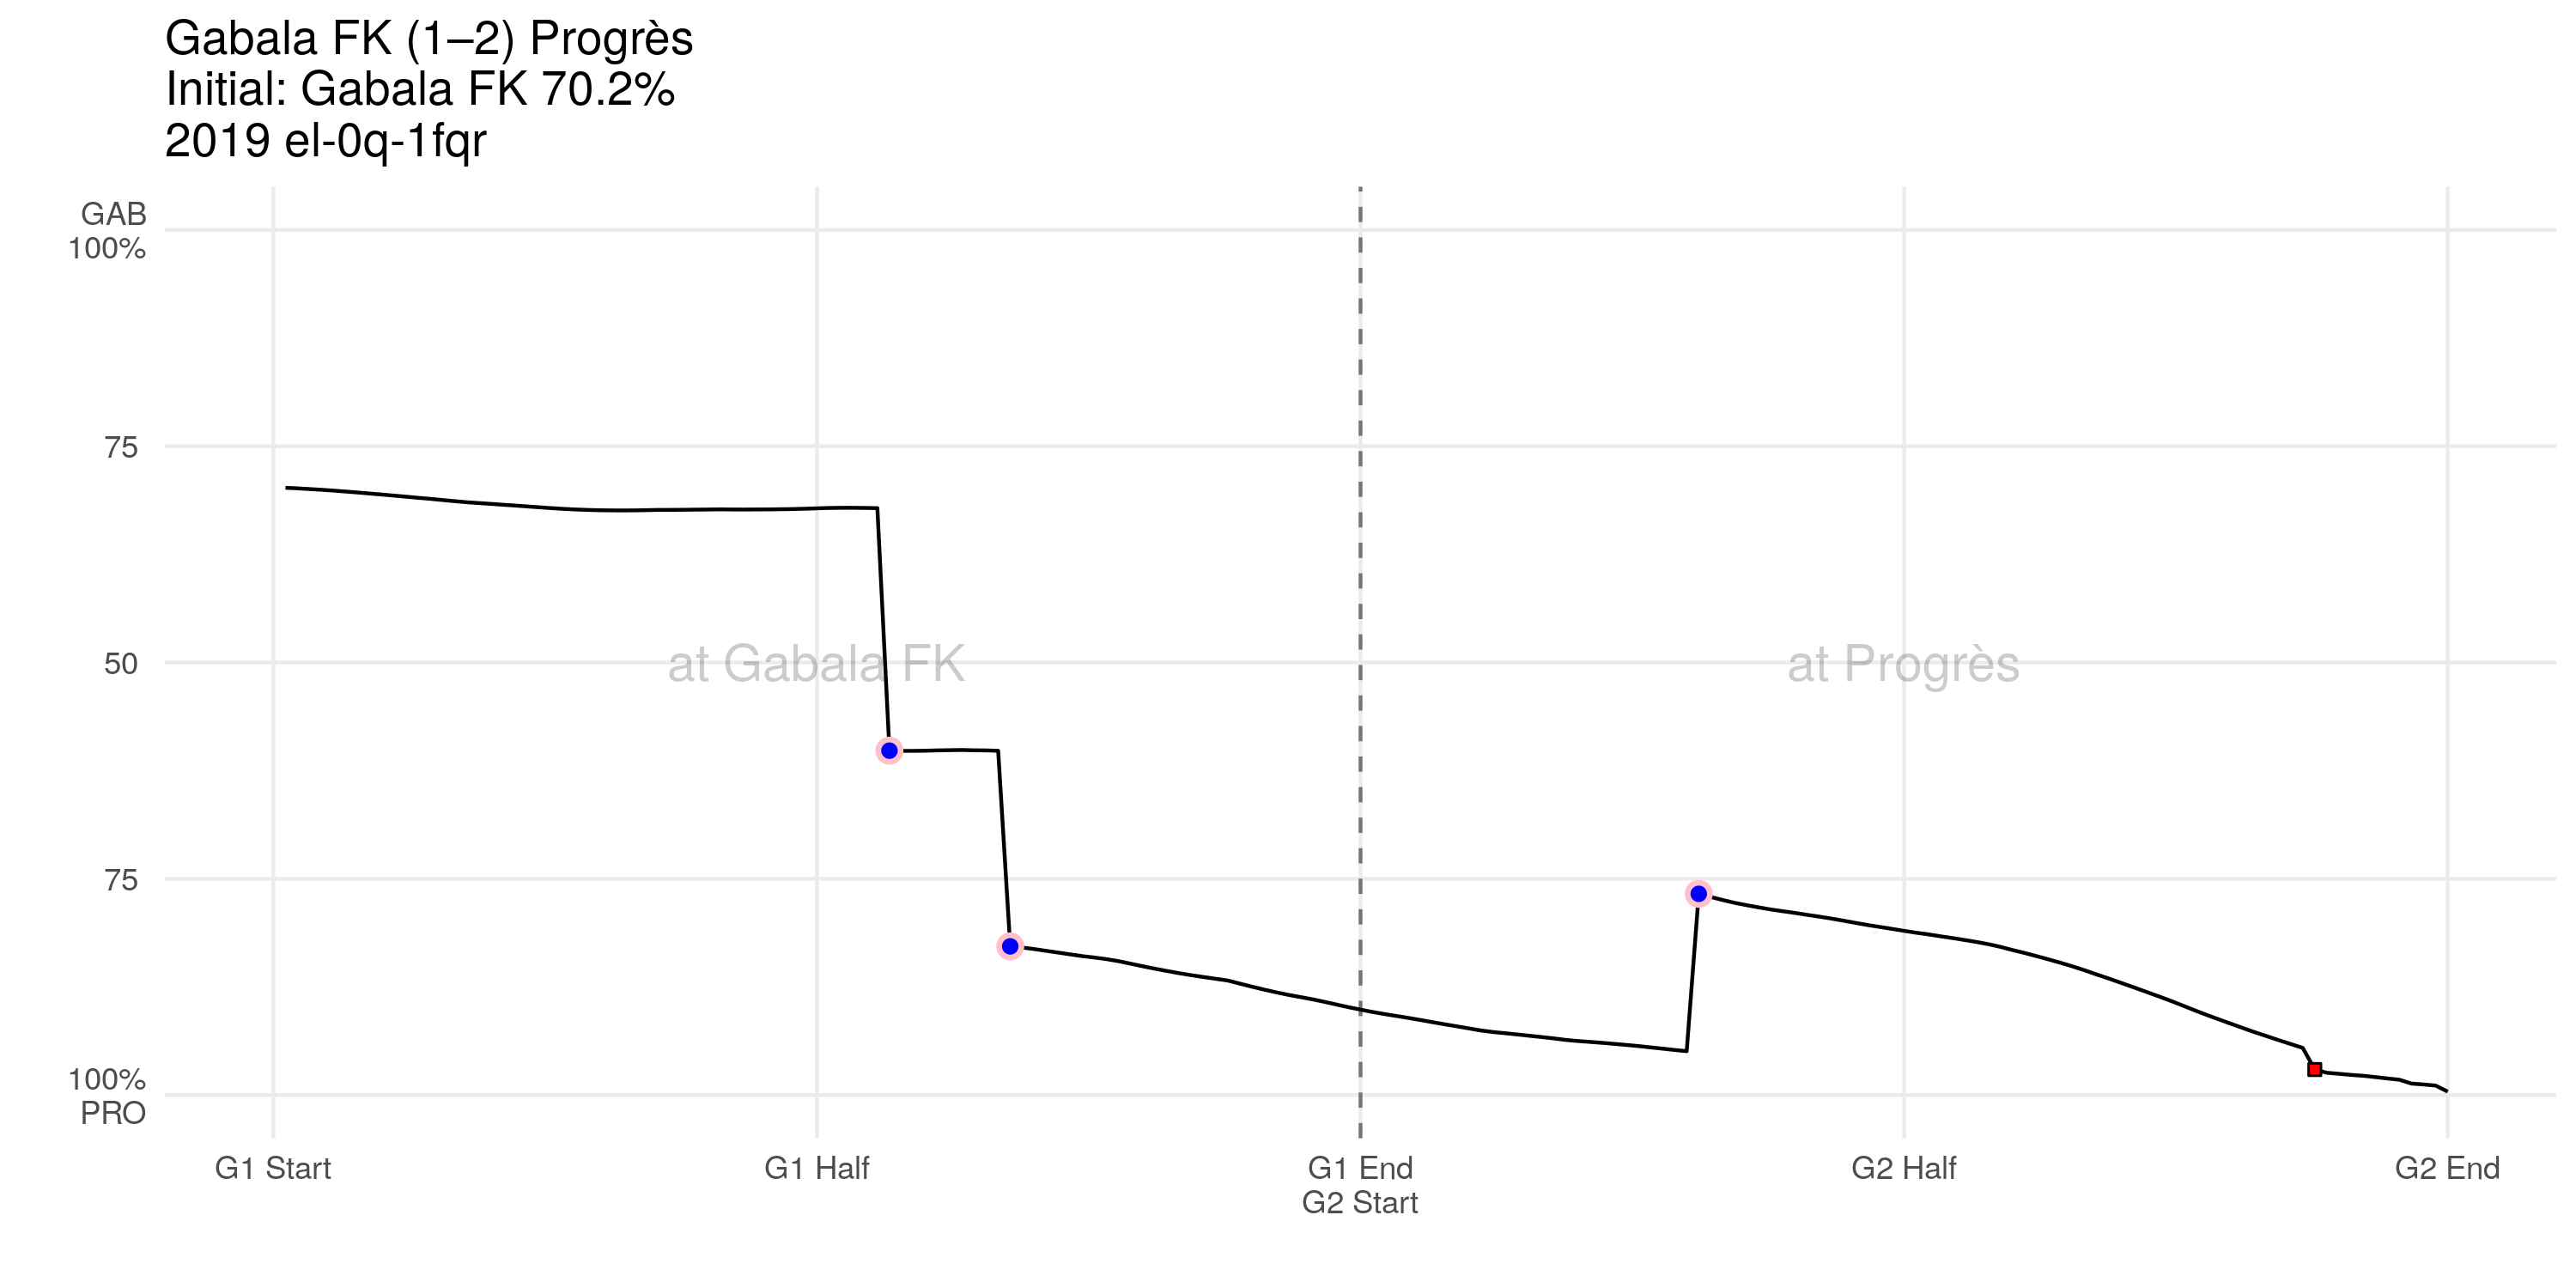 Gabala FK (1–2) Progrès
Initial: Gabala FK 70.2%
2019 el-0q-1fqr
GAB
100%
75
50
75
100%
PRO
at Gabala FK
at Progrès
G1 Start
G1 Half
G1 End
G2 Start
G2 Half
G2 End